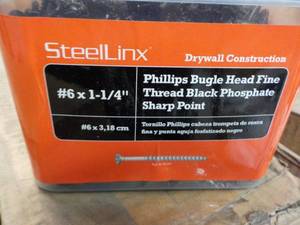 SteelLinx
Drywall Construction
#6 x 1-1/4"
Phillips Bugle Head Fine
Thread Black Phosphate
Sharp Point
#6 x 3,18 cm
Tornillo Phillips cabeza trompeta de rosca
fina y punta aguja fosfatizado negro